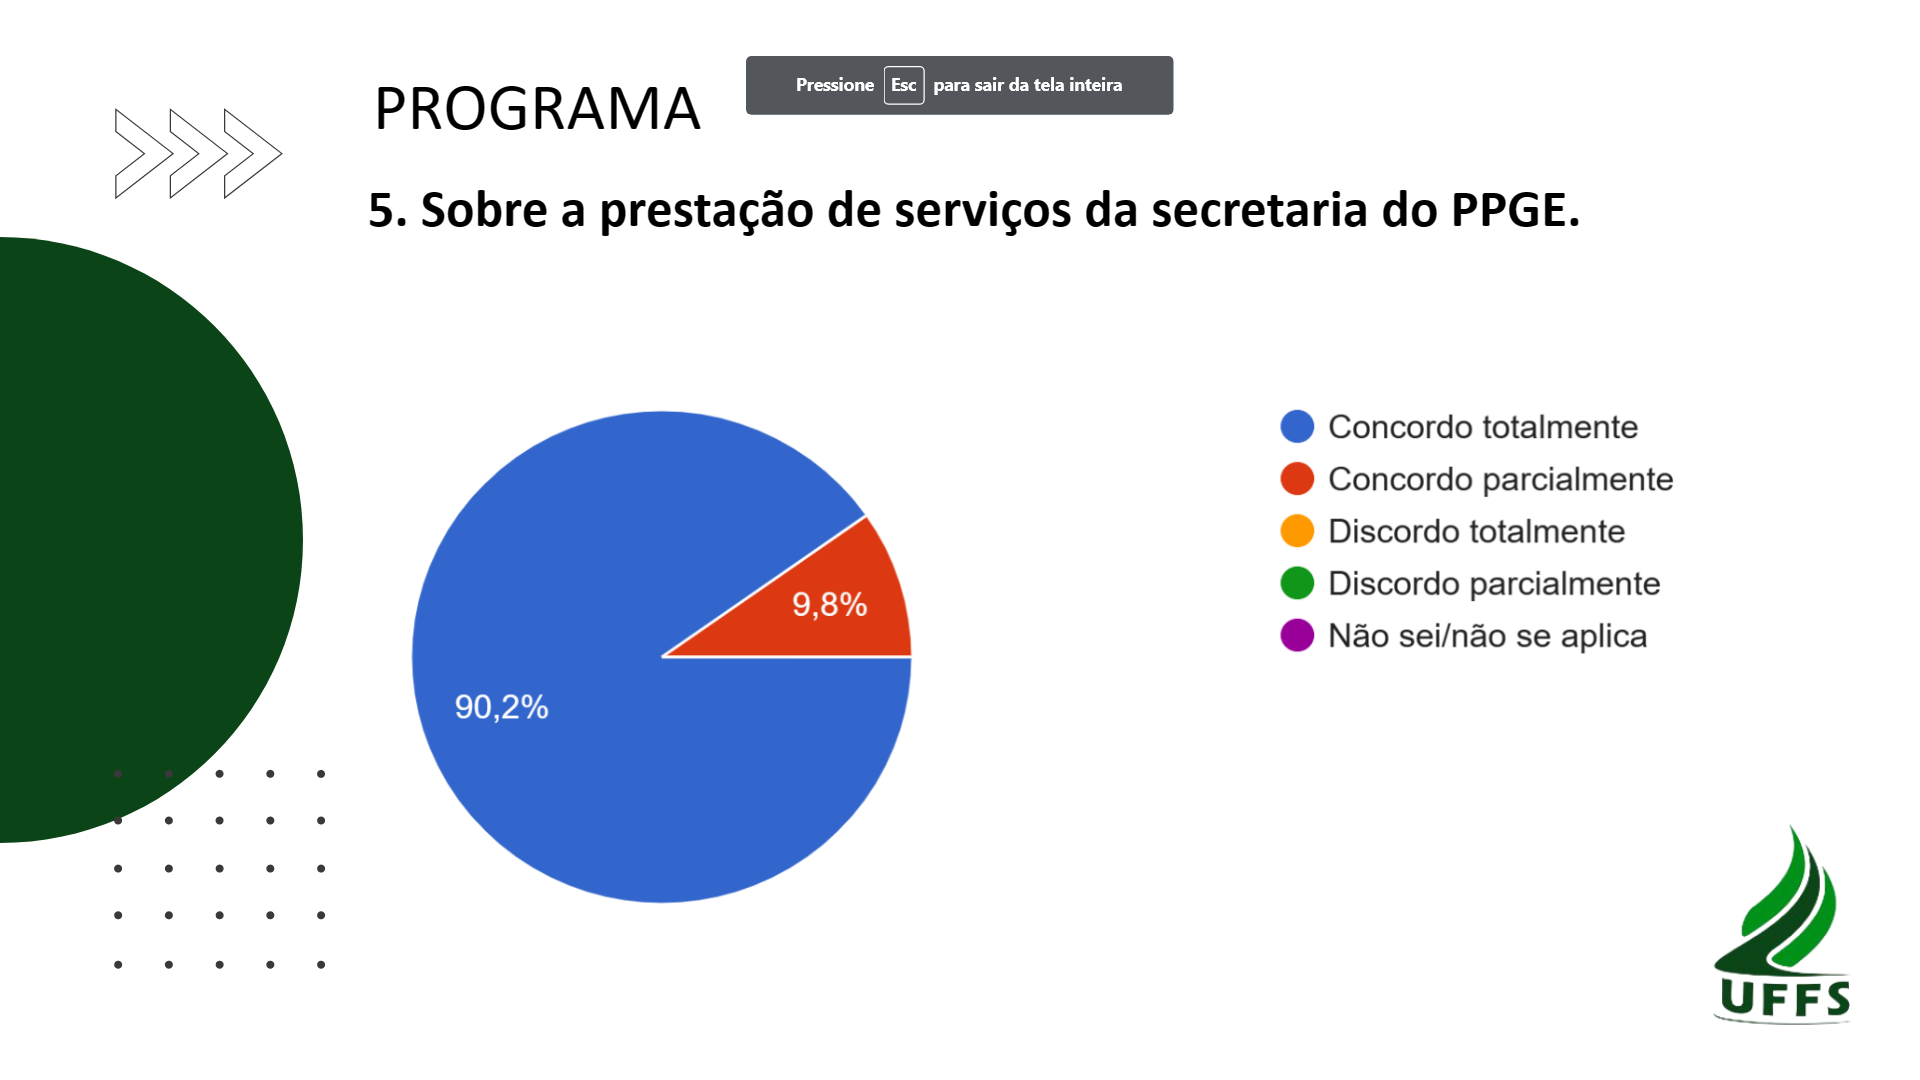 PROGRAMA
Pressione Esc para sair da tela inteira
5. Sobre a prestação de serviços da secretaria do PPGE.
Concordo totalmente
Concordo parcialmente
Discordo totalmente
Discordo parcialmente
Não sei/não se aplica
9,8%
90,2%
UFFS